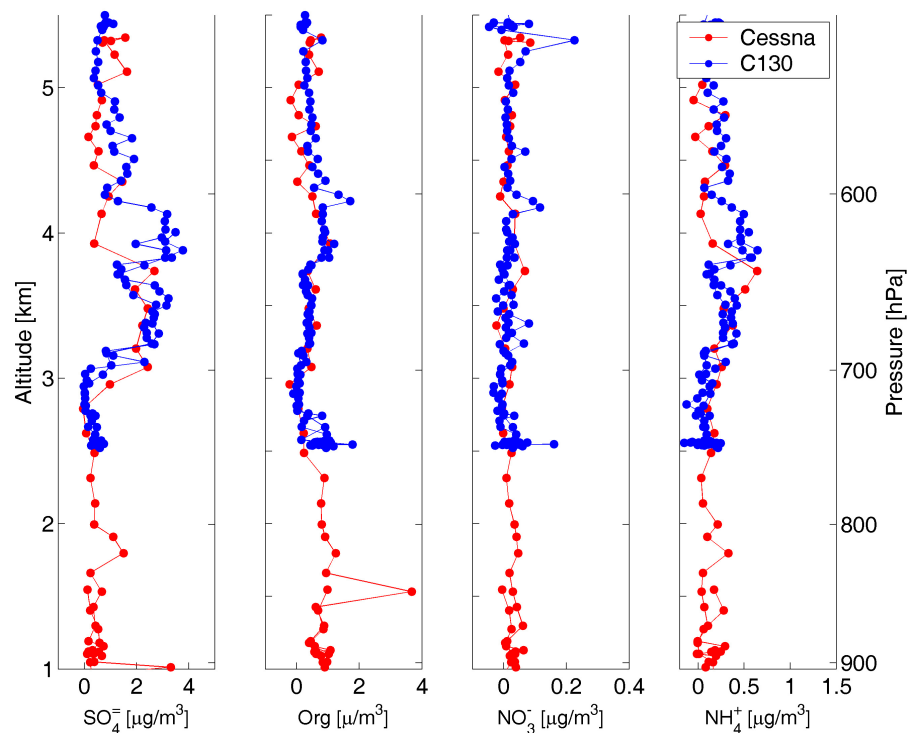 Cessna
C130
5
4
3
2
1
Altitude [km]
600
700
800
900
Pressure [hPa]
0 2 4
0 2 4
0 0.2 0.4
0 0.5 1 1.5
SO₄⁼ [μg/m³]
Org [μ/m³]
NO₃⁻ [μg/m³]
NH₄⁺ [μg/m³]